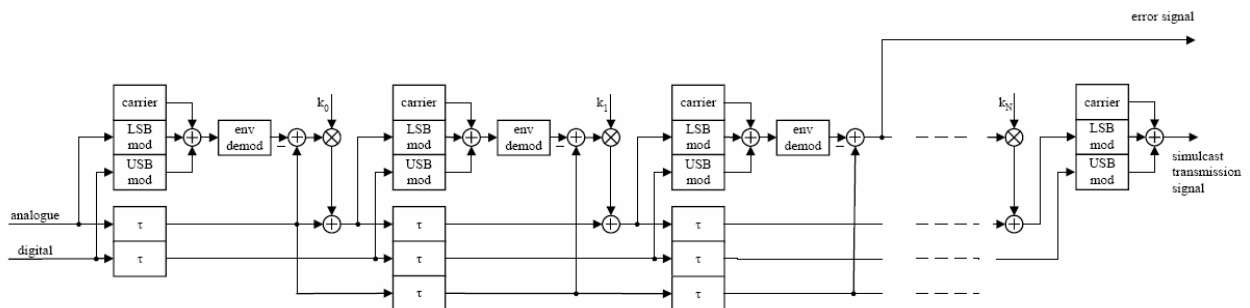 error signal
carrier
LSB
mod
USB
mod
env
demod
k0
carrier
LSB
mod
USB
mod
env
demod
k1
carrier
LSB
mod
USB
mod
env
demod
kN
carrier
LSB
mod
USB
mod
simulcast
transmission
signal
analogue
τ
τ
τ
digital
τ
τ
τ
τ
τ